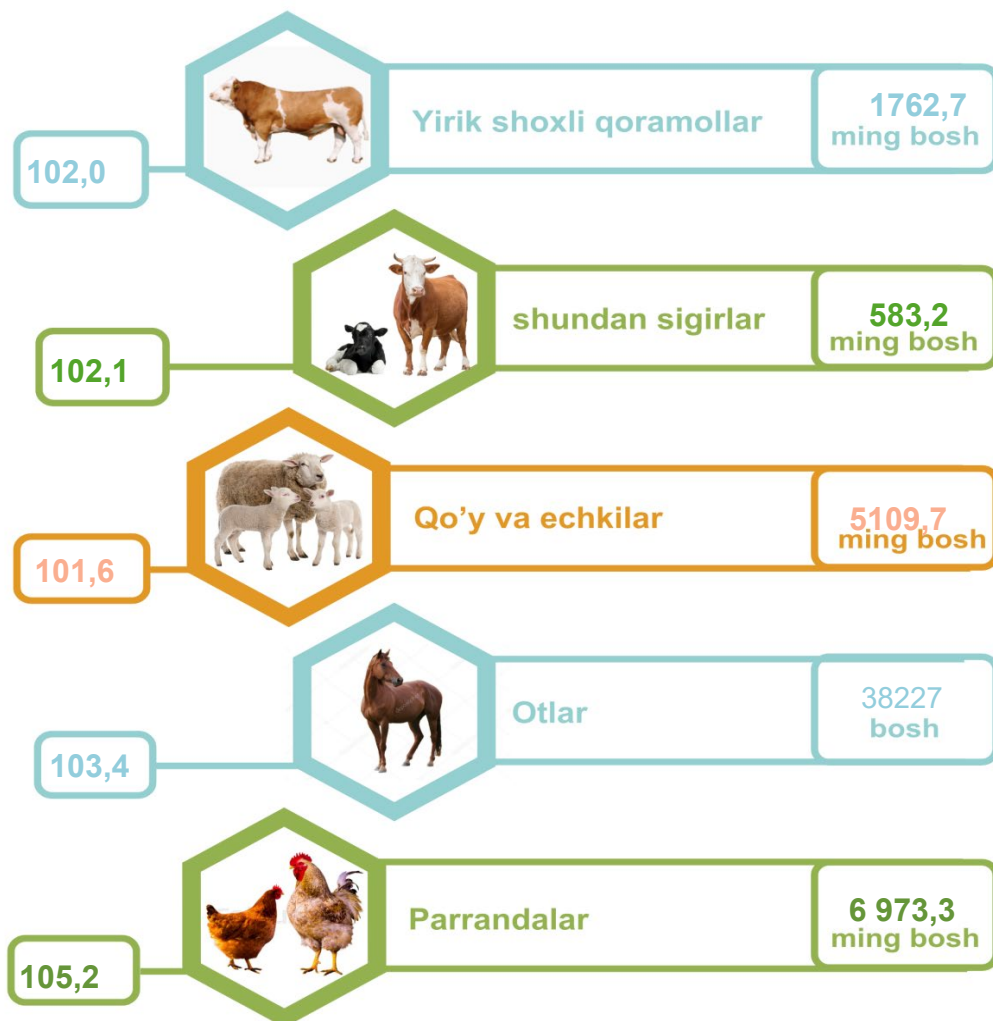 Yirik shoxli qoramollar
1762,7
ming bosh
102,0
shundan sigirlar
583,2
ming bosh
102,1
Qo’y va echkilar
5109,7
ming bosh
101,6
Otlar
38227
bosh
103,4
Parrandalar
6 973,3
ming bosh
105,2